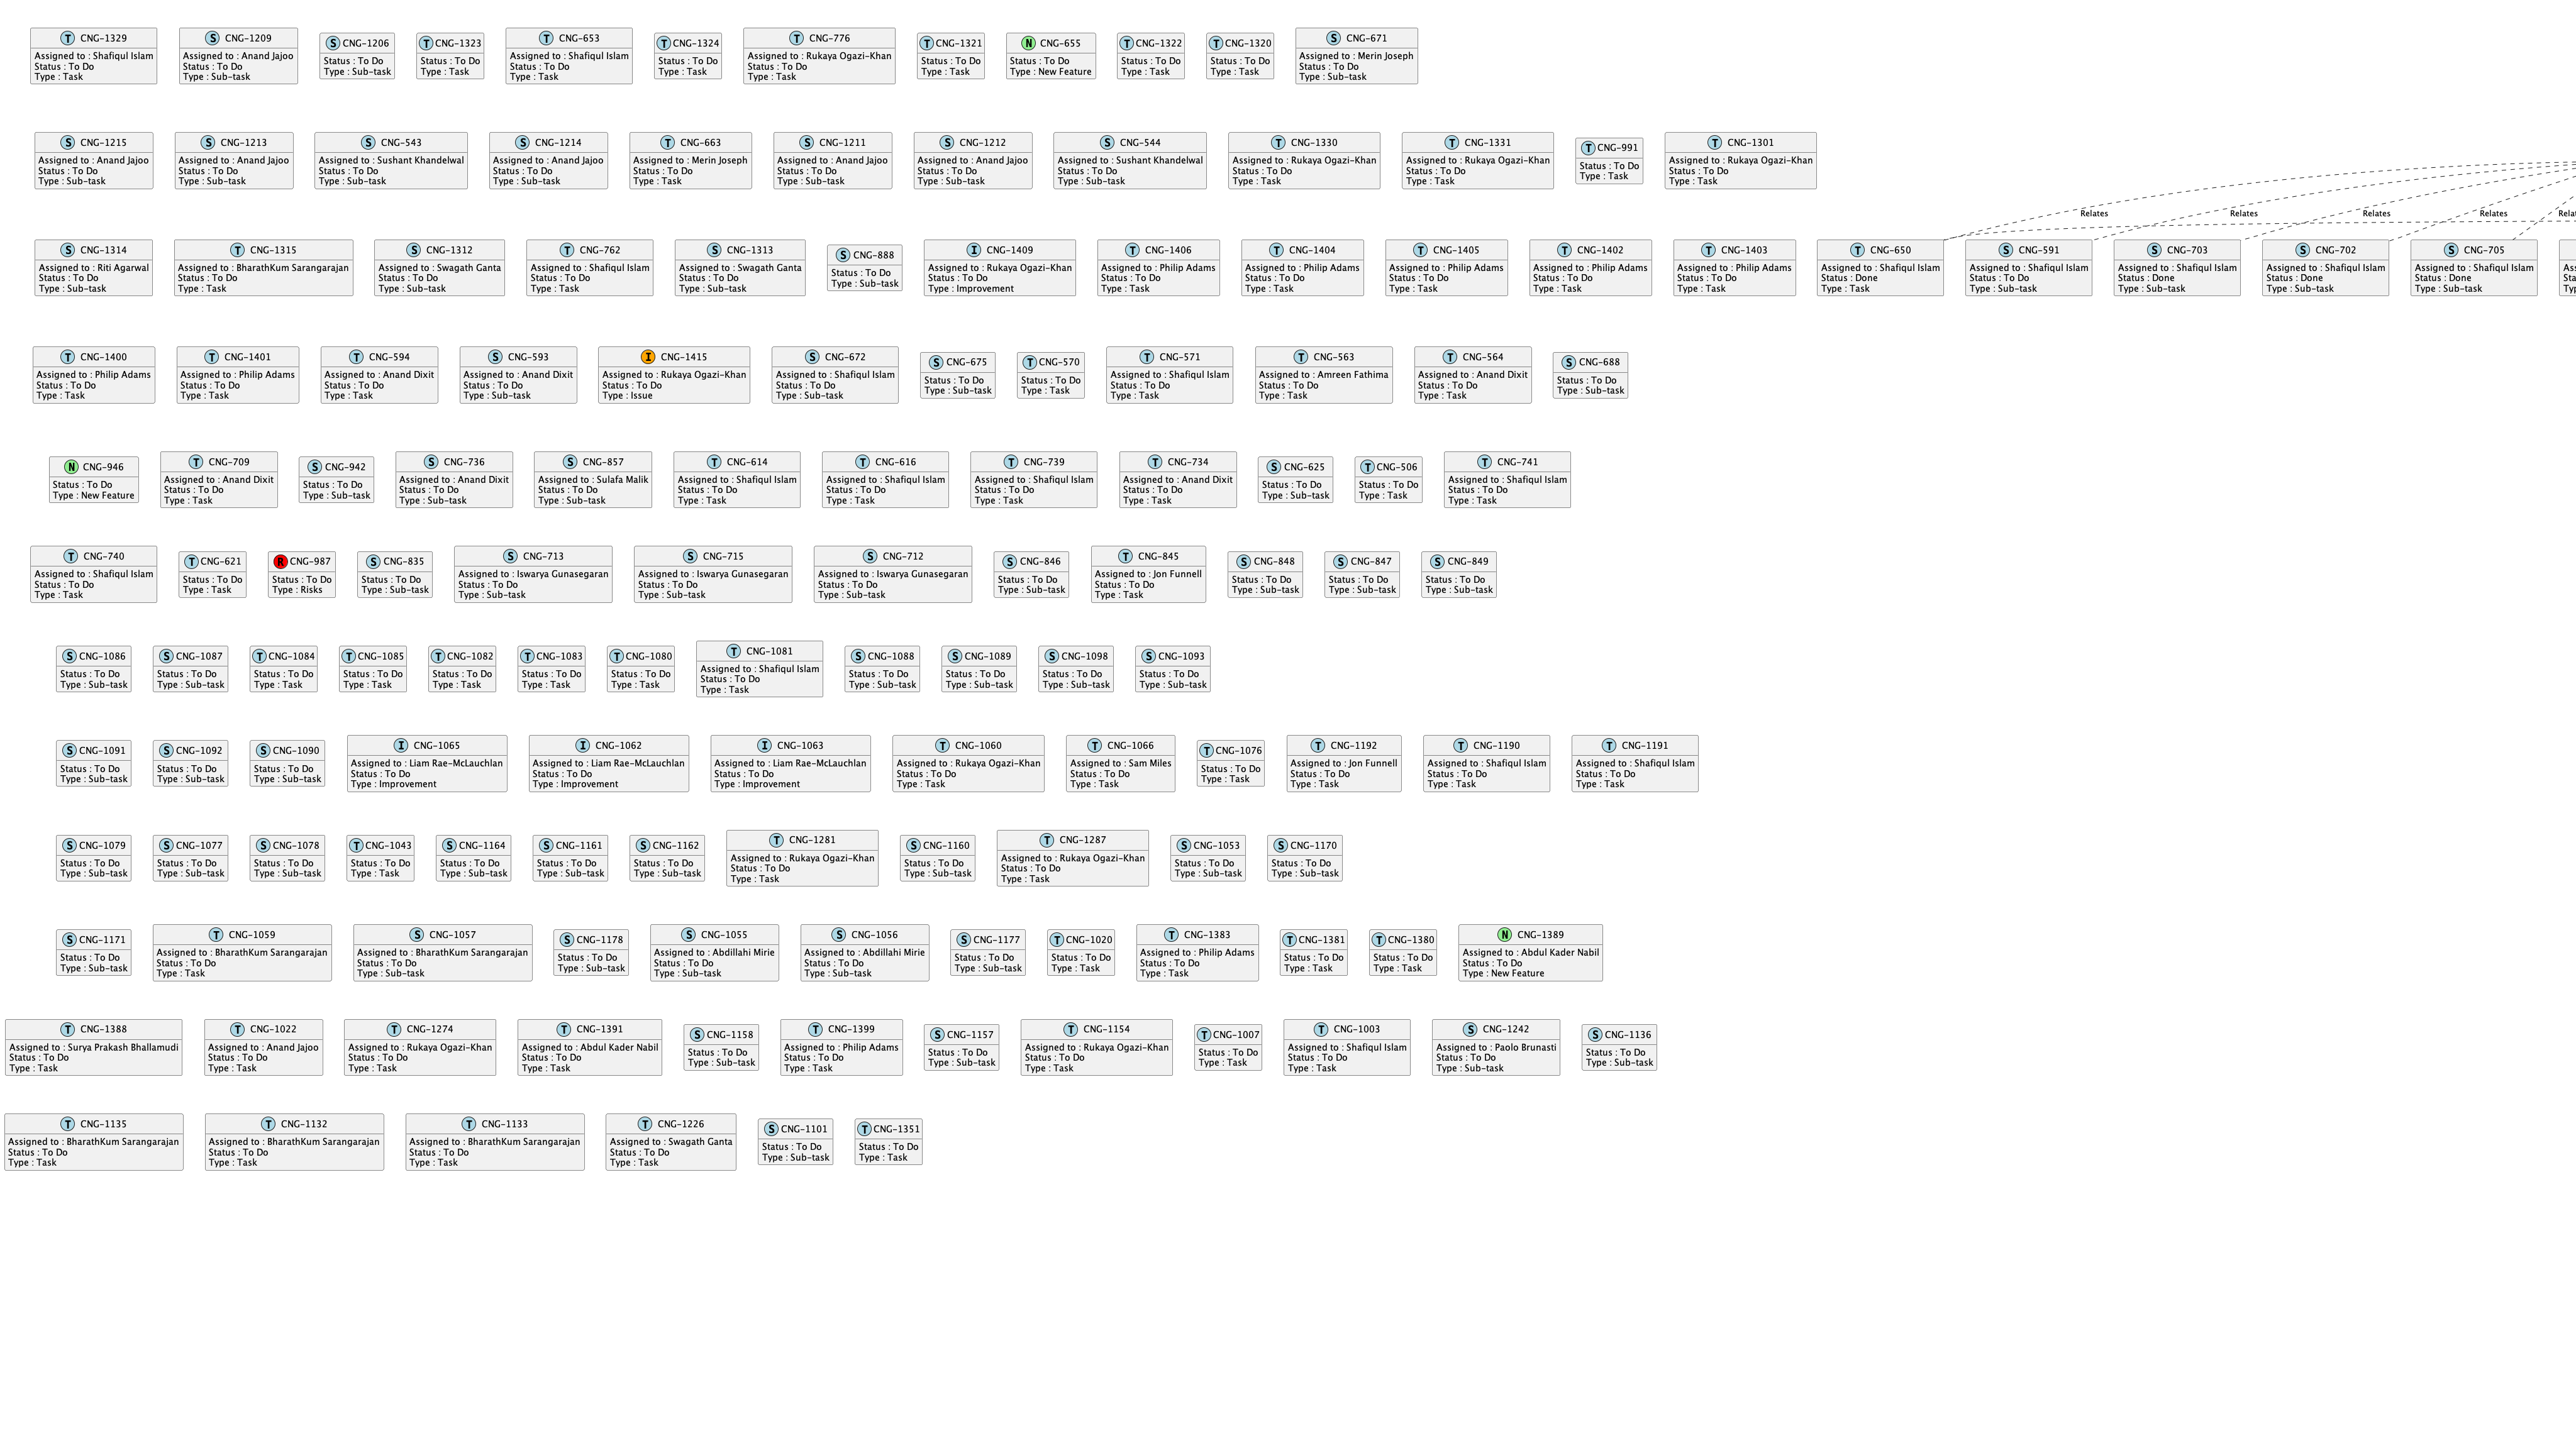 T CNG-1329
Assigned to : Shafiqul Islam
Status : To Do
Type : Task
S CNG-1209
Assigned to : Anand Jajoo
Status : To Do
Type : Sub-task
S CNG-1206
Status : To Do
Type : Sub-task
T CNG-1323
Status : To Do
Type : Task
T CNG-653
Assigned to : Shafiqul Islam
Status : To Do
Type : Task
T CNG-1324
Status : To Do
Type : Task
T CNG-776
Assigned to : Rukaya Ogazi-Khan
Status : To Do
Type : Task
T CNG-1321
Status : To Do
Type : Task
N CNG-655
Status : To Do
Type : New Feature
T CNG-1322
Status : To Do
Type : Task
T CNG-1320
Status : To Do
Type : Task
S CNG-671
Assigned to : Merin Joseph
Status : To Do
Type : Sub-task
S CNG-1215
Assigned to : Anand Jajoo
Status : To Do
Type : Sub-task
S CNG-1213
Assigned to : Anand Jajoo
Status : To Do
Type : Sub-task
S CNG-543
Assigned to : Sushant Khandelwal
Status : To Do
Type : Sub-task
S CNG-1214
Assigned to : Anand Jajoo
Status : To Do
Type : Sub-task
T CNG-663
Assigned to : Merin Joseph
Status : To Do
Type : Task
S CNG-1211
Assigned to : Anand Jajoo
Status : To Do
Type : Sub-task
S CNG-1212
Assigned to : Anand Jajoo
Status : To Do
Type : Sub-task
S CNG-544
Assigned to : Sushant Khandelwal
Status : To Do
Type : Sub-task
T CNG-1330
Assigned to : Rukaya Ogazi-Khan
Status : To Do
Type : Task
T CNG-1331
Assigned to : Rukaya Ogazi-Khan
Status : To Do
Type : Task
T CNG-991
Status : To Do
Type : Task
T CNG-1301
Assigned to : Rukaya Ogazi-Khan
Status : To Do
Type : Task
Relates
Relates
Relates
Relates
S CNG-1314
Assigned to : Riti Agarwal
Status : To Do
Type : Sub-task
T CNG-1315
Assigned to : BharathKum Sarangarajan
Status : To Do
Type : Task
S CNG-1312
Assigned to : Swagath Ganta
Status : To Do
Type : Sub-task
T CNG-762
Assigned to : Shafiqul Islam
Status : To Do
Type : Task
S CNG-1313
Assigned to : Swagath Ganta
Status : To Do
Type : Sub-task
S CNG-888
Status : To Do
Type : Sub-task
I CNG-1409
Assigned to : Rukaya Ogazi-Khan
Status : To Do
Type : Improvement
T CNG-1406
Assigned to : Philip Adams
Status : To Do
Type : Task
T CNG-1404
Assigned to : Philip Adams
Status : To Do
Type : Task
T CNG-1405
Assigned to : Philip Adams
Status : To Do
Type : Task
T CNG-1402
Assigned to : Philip Adams
Status : To Do
Type : Task
T CNG-1403
Assigned to : Philip Adams
Status : To Do
Type : Task
T CNG-650
Assigned to : Shafiqul Islam
Status : Done
Type : Task
S CNG-591
Assigned to : Shafiqul Islam
Status : Done
Type : Sub-task
S CNG-703
Assigned to : Shafiqul Islam
Status : Done
Type : Sub-task
S CNG-702
Assigned to : Shafiqul Islam
Status : Done
Type : Sub-task
S CNG-705
Assigned to : Shafiqul Islam
Status : Done
Type : Sub-task
T CNG-1400
Assigned to : Philip Adams
Status : To Do
Type : Task
T CNG-1401
Assigned to : Philip Adams
Status : To Do
Type : Task
T CNG-594
Assigned to : Anand Dixit
Status : To Do
Type : Task
S CNG-593
Assigned to : Anand Dixit
Status : To Do
Type : Sub-task
I CNG-1415
Assigned to : Rukaya Ogazi-Khan
Status : To Do
Type : Issue
S CNG-672
Assigned to : Shafiqul Islam
Status : To Do
Type : Sub-task
S CNG-675
Status : To Do
Type : Sub-task
T CNG-570
Status : To Do
Type : Task
T CNG-571
Assigned to : Shafiqul Islam
Status : To Do
Type : Task
T CNG-563
Assigned to : Amreen Fathima
Status : To Do
Type : Task
T CNG-564
Assigned to : Anand Dixit
Status : To Do
Type : Task
S CNG-688
Status : To Do
Type : Sub-task
N CNG-946
Status : To Do
Type : New Feature
T CNG-709
Assigned to : Anand Dixit
Status : To Do
Type : Task
S CNG-942
Status : To Do
Type : Sub-task
S CNG-736
Assigned to : Anand Dixit
Status : To Do
Type : Sub-task
S CNG-857
Assigned to : Sulafa Malik
Status : To Do
Type : Sub-task
T CNG-614
Assigned to : Shafiqul Islam
Status : To Do
Type : Task
T CNG-616
Assigned to : Shafiqul Islam
Status : To Do
Type : Task
T CNG-739
Assigned to : Shafiqul Islam
Status : To Do
Type : Task
T CNG-734
Assigned to : Anand Dixit
Status : To Do
Type : Task
S CNG-625
Status : To Do
Type : Sub-task
T CNG-506
Status : To Do
Type : Task
T CNG-741
Assigned to : Shafiqul Islam
Status : To Do
Type : Task
T CNG-740
Assigned to : Shafiqul Islam
Status : To Do
Type : Task
T CNG-621
Status : To Do
Type : Task
R CNG-987
Status : To Do
Type : Risks
S CNG-835
Status : To Do
Type : Sub-task
S CNG-713
Assigned to : Iswarya Gunasegaran
Status : To Do
Type : Sub-task
S CNG-715
Assigned to : Iswarya Gunasegaran
Status : To Do
Type : Sub-task
S CNG-712
Assigned to : Iswarya Gunasegaran
Status : To Do
Type : Sub-task
S CNG-846
Status : To Do
Type : Sub-task
T CNG-845
Assigned to : Jon Funnell
Status : To Do
Type : Task
S CNG-848
Status : To Do
Type : Sub-task
S CNG-847
Status : To Do
Type : Sub-task
S CNG-849
Status : To Do
Type : Sub-task
S CNG-1086
Status : To Do
Type : Sub-task
S CNG-1087
Status : To Do
Type : Sub-task
T CNG-1084
Status : To Do
Type : Task
T CNG-1085
Status : To Do
Type : Task
T CNG-1082
Status : To Do
Type : Task
T CNG-1083
Status : To Do
Type : Task
T CNG-1080
Status : To Do
Type : Task
T CNG-1081
Assigned to : Shafiqul Islam
Status : To Do
Type : Task
S CNG-1088
Status : To Do
Type : Sub-task
S CNG-1089
Status : To Do
Type : Sub-task
S CNG-1098
Status : To Do
Type : Sub-task
S CNG-1093
Status : To Do
Type : Sub-task
S CNG-1091
Status : To Do
Type : Sub-task
S CNG-1092
Status : To Do
Type : Sub-task
S CNG-1090
Status : To Do
Type : Sub-task
I CNG-1065
Assigned to : Liam Rae-McLauchlan
Status : To Do
Type : Improvement
I CNG-1062
Assigned to : Liam Rae-McLauchlan
Status : To Do
Type : Improvement
I CNG-1063
Assigned to : Liam Rae-McLauchlan
Status : To Do
Type : Improvement
T CNG-1060
Assigned to : Rukaya Ogazi-Khan
Status : To Do
Type : Task
T CNG-1066
Assigned to : Sam Miles
Status : To Do
Type : Task
T CNG-1076
Status : To Do
Type : Task
T CNG-1192
Assigned to : Jon Funnell
Status : To Do
Type : Task
T CNG-1190
Assigned to : Shafiqul Islam
Status : To Do
Type : Task
T CNG-1191
Assigned to : Shafiqul Islam
Status : To Do
Type : Task
S CNG-1079
Status : To Do
Type : Sub-task
S CNG-1077
Status : To Do
Type : Sub-task
S CNG-1078
Status : To Do
Type : Sub-task
T CNG-1043
Status : To Do
Type : Task
S CNG-1164
Status : To Do
Type : Sub-task
S CNG-1161
Status : To Do
Type : Sub-task
S CNG-1162
Status : To Do
Type : Sub-task
T CNG-1281
Assigned to : Rukaya Ogazi-Khan
Status : To Do
Type : Task
S CNG-1160
Status : To Do
Type : Sub-task
T CNG-1287
Assigned to : Rukaya Ogazi-Khan
Status : To Do
Type : Task
S CNG-1053
Status : To Do
Type : Sub-task
S CNG-1170
Status : To Do
Type : Sub-task
S CNG-1171
Status : To Do
Type : Sub-task
T CNG-1059
Assigned to : BharathKum Sarangarajan
Status : To Do
Type : Task
S CNG-1057
Assigned to : BharathKum Sarangarajan
Status : To Do
Type : Sub-task
S CNG-1178
Status : To Do
Type : Sub-task
S CNG-1055
Assigned to : Abdillahi Mirie
Status : To Do
Type : Sub-task
S CNG-1056
Assigned to : Abdillahi Mirie
Status : To Do
Type : Sub-task
S CNG-1177
Status : To Do
Type : Sub-task
T CNG-1020
Status : To Do
Type : Task
T CNG-1383
Assigned to : Philip Adams
Status : To Do
Type : Task
T CNG-1381
Status : To Do
Type : Task
T CNG-1380
Status : To Do
Type : Task
N CNG-1389
Assigned to : Abdul Kader Nabil
Status : To Do
Type : New Feature
T CNG-1388
Assigned to : Surya Prakash Bhallamudi
Status : To Do
Type : Task
T CNG-1022
Assigned to : Anand Jajoo
Status : To Do
Type : Task
T CNG-1274
Assigned to : Rukaya Ogazi-Khan
Status : To Do
Type : Task
T CNG-1391
Assigned to : Abdul Kader Nabil
Status : To Do
Type : Task
S CNG-1158
Status : To Do
Type : Sub-task
T CNG-1399
Assigned to : Philip Adams
Status : To Do
Type : Task
S CNG-1157
Status : To Do
Type : Sub-task
T CNG-1154
Assigned to : Rukaya Ogazi-Khan
Status : To Do
Type : Task
T CNG-1007
Status : To Do
Type : Task
T CNG-1003
Assigned to : Shafiqul Islam
Status : To Do
Type : Task
S CNG-1242
Assigned to : Paolo Brunasti
Status : To Do
Type : Sub-task
S CNG-1136
Status : To Do
Type : Sub-task
T CNG-1135
Assigned to : BharathKum Sarangarajan
Status : To Do
Type : Task
T CNG-1132
Assigned to : BharathKum Sarangarajan
Status : To Do
Type : Task
T CNG-1133
Assigned to : BharathKum Sarangarajan
Status : To Do
Type : Task
T CNG-1226
Assigned to : Swagath Ganta
Status : To Do
Type : Task
S CNG-1101
Status : To Do
Type : Sub-task
T CNG-1351
Status : To Do
Type : Task